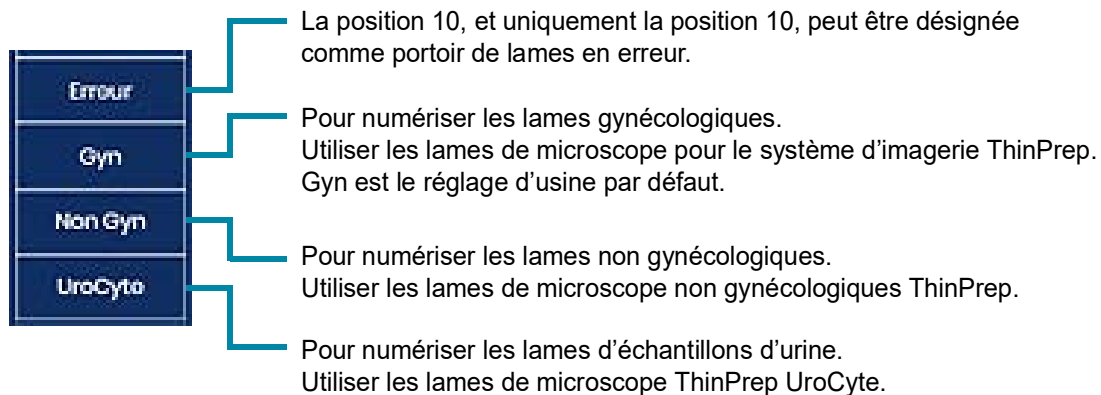 La position 10, et uniquement la position 10, peut être désignée
comme portoir de lames en erreur.
Erreur
Pour numériser les lames gynécologiques.
Utiliser les lames de microscope pour le système d'imagerie ThinPrep.
Gyn est le réglage d'usine par défaut.
Gyn
Non Gyn
Pour numériser les lames non gynécologiques.
Utiliser les lames de microscope non gynécologiques ThinPrep.
UroCyte
Pour numériser les lames d'échantillons d'urine.
Utiliser les lames de microscope ThinPrep UroCyte.